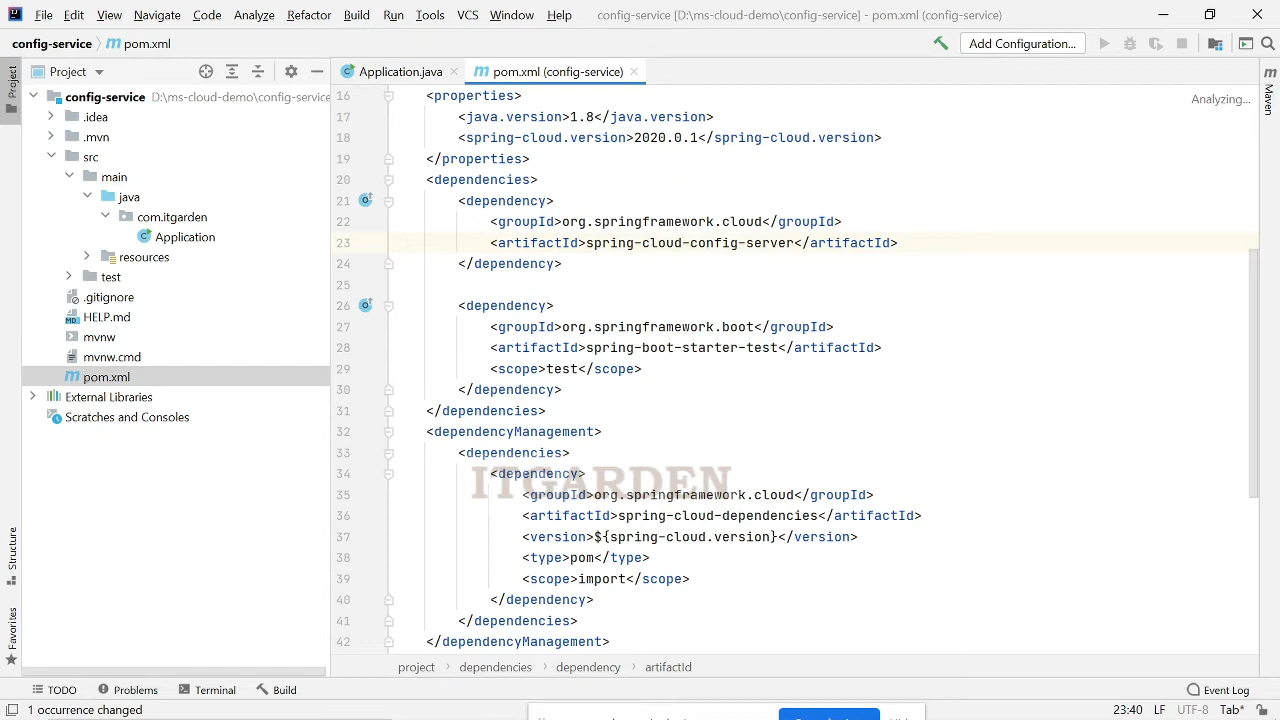 File Edit View Navigate Code Analyze Refactor Build Run Tools VCS Window Help config-service [D:\ms-cloud-demo\config-service] - pom.xml (config-service)
config-service pom.xml Add Configuration...
Project Application.java pom.xml (config-service)
Project
Structure
Favorites
Maven
config-service D:\ms-cloud-demo\config-service
.idea
.mvn
src
main
java
com.itgarden
Application
resources
test
.gitignore
HELP.md
mvnw
mvnw.cmd
pom.xml
External Libraries
Scratches and Consoles
Analyzing...
16 <properties>
17 <java.version>1.8</java.version>
18 <spring-cloud.version>2020.0.1</spring-cloud.version>
19 </properties>
20 <dependencies>
21 <dependency>
22 <groupId>org.springframework.cloud</groupId>
23 <artifactId>spring-cloud-config-server</artifactId>
24 </dependency>
25
26 <dependency>
27 <groupId>org.springframework.boot</groupId>
28 <artifactId>spring-boot-starter-test</artifactId>
29 <scope>test</scope>
30 </dependency>
31 </dependencies>
32 <dependencyManagement>
33 <dependencies>
34 <dependency>
35 <groupId>org.springframework.cloud</groupId>
36 <artifactId>spring-cloud-dependencies</artifactId>
37 <version>${spring-cloud.version}</version>
38 <type>pom</type>
39 <scope>import</scope>
40 </dependency>
41 </dependencies>
42 </dependencyManagement>
ITGARDEN
project dependencies dependency artifactId
TODO Problems Terminal Build Event Log
1 occurrence changed 23:40 LF UTF-8 Tab*